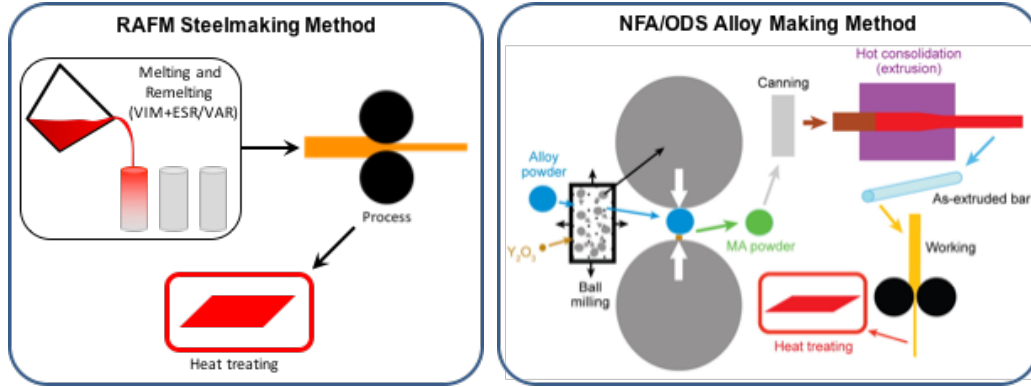 RAFM Steelmaking Method
Melting and
Remelting
(VIM+ESR/VAR)
Process
Heat treating
NFA/ODS Alloy Making Method
Hot consolidation
(extrusion)
Canning
Alloy
powder
Y₂O₃
Ball
milling
MA powder
As-extruded bar
Working
Heat treating